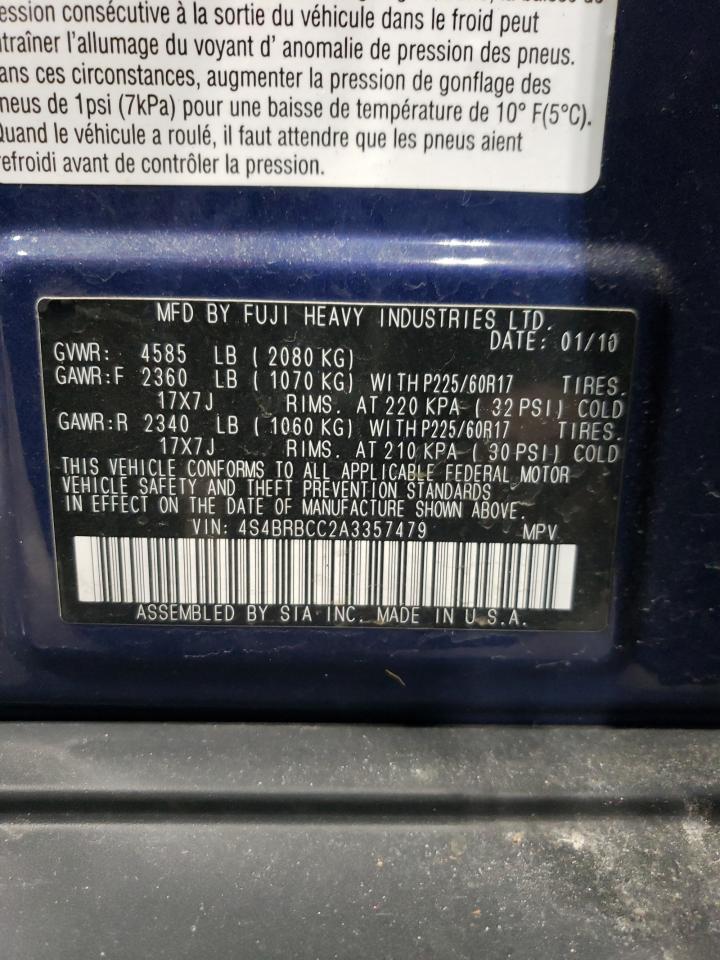 ession consécutive à la sortie du véhicule dans le froid peut
ntraîner l'allumage du voyant d' anomalie de pression des pneus.
ans ces circonstances, augmenter la pression de gonflage des
neus de 1psi (7kPa) pour une baisse de température de 10° F(5°C).
Quand le véhicule a roulé, il faut attendre que les pneus aient
refroidi avant de contrôler la pression.
MFD BY FUJI HEAVY INDUSTRIES LTD.
DATE: 01/10
GVWR: 4585 LB (2080 KG)
GAWR:F 2360 LB (1070 KG) WITH P225/60R17 TIRES.
17X7J RIMS. AT 220 KPA (32 PSI) COLD
GAWR:R 2340 LB (1060 KG) WITH P225/60R17 TIRES.
17X7J RIMS. AT 210 KPA (30 PSI) COLD
THIS VEHICLE CONFORMS TO ALL APPLICABLE FEDERAL MOTOR
VEHICLE SAFETY AND THEFT PREVENTION STANDARDS
IN EFFECT ON THE DATE OF MANUFACTURE SHOWN ABOVE.
VIN: 4S4BRBCC2A3357479 MPV
ASSEMBLED BY SIA INC. MADE IN U.S.A.